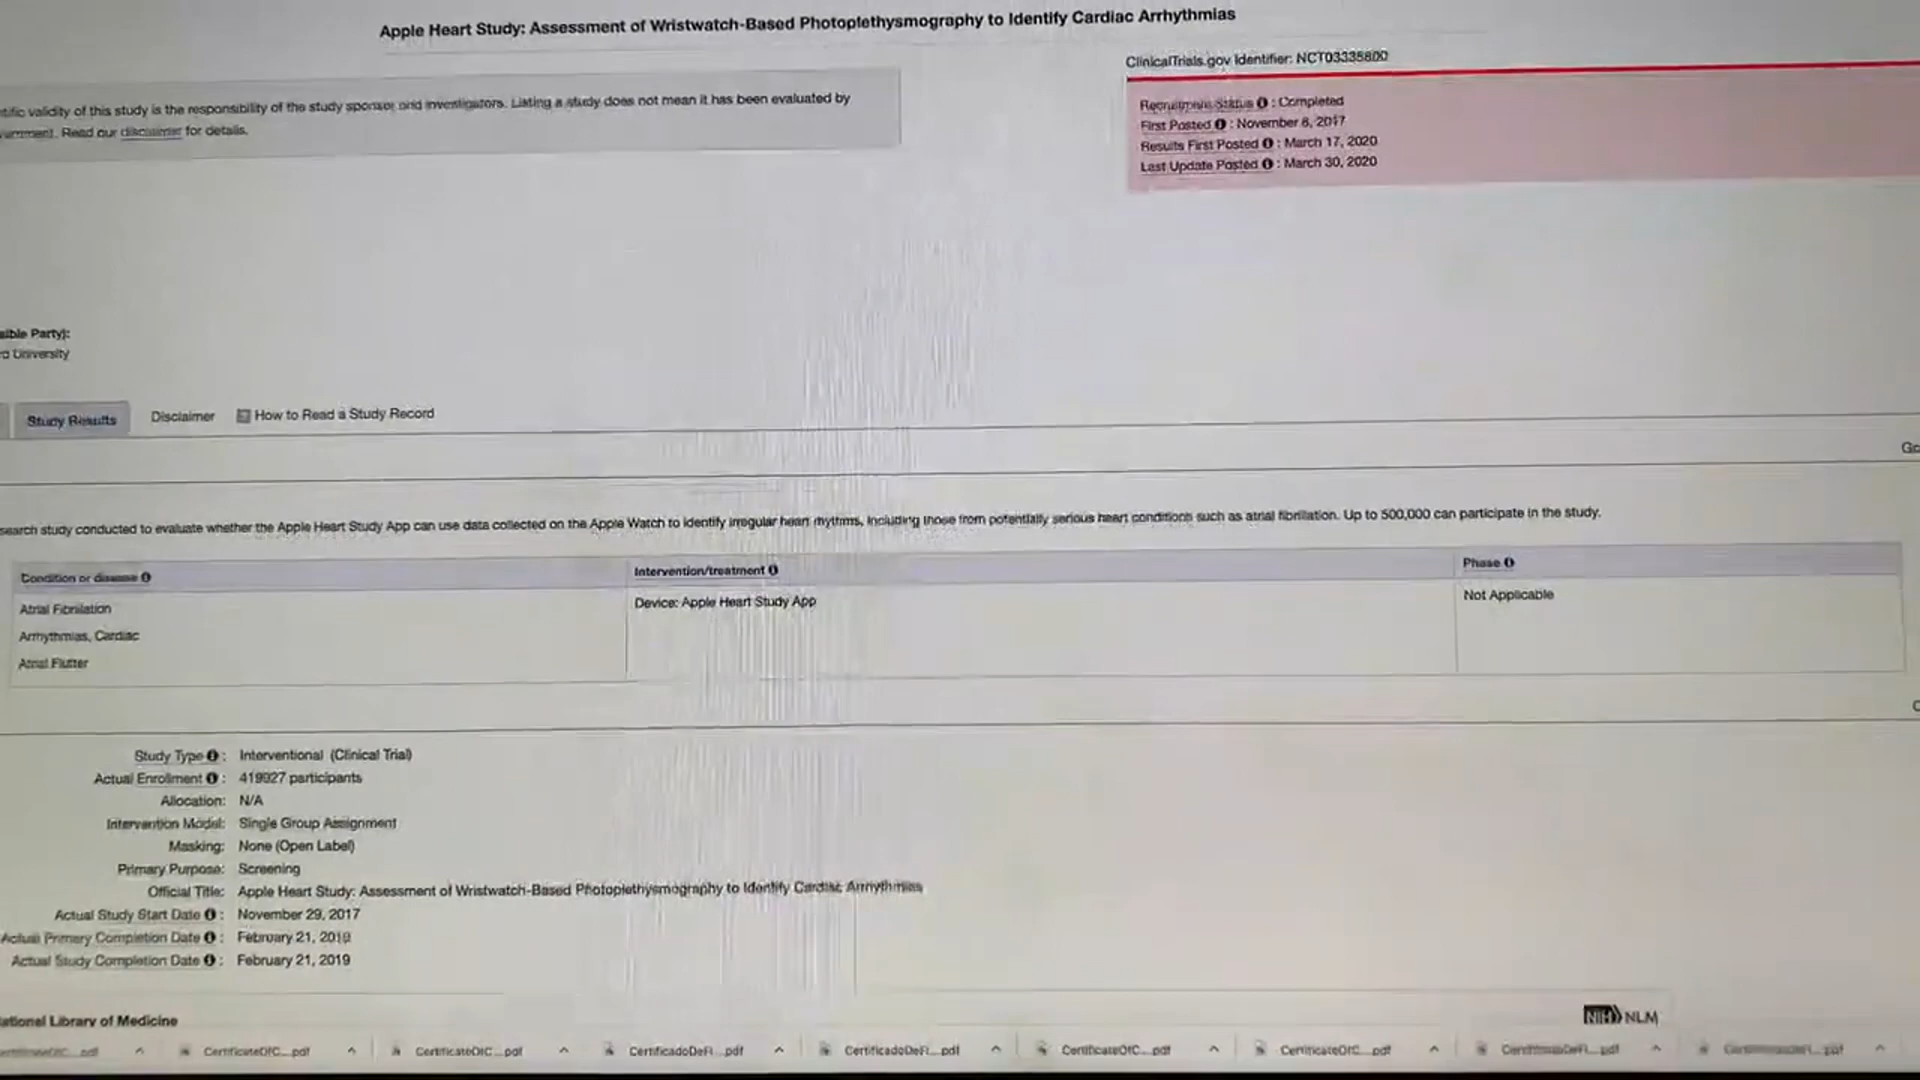 Apple Heart Study: Assessment of Wristwatch-Based Photoplethysmography to Identify Cardiac Arrhythmias
ClinicalTrials.gov Identifier: NCT03335800
validity of this study is the responsibility of the study sponsor and investigators. Listing a study does not mean it has been evaluated by
Read our disclaimer for details.
Recruitment Status : Completed
First Posted : November 8, 2017
Results First Posted : March 17, 2020
Last Update Posted : March 30, 2020
Party):
University
Study Results
Disclaimer
How to Read a Study Record
study conducted to evaluate whether the Apple Heart Study App can use data collected on the Apple Watch to identify irregular heart rhythms, including those from potentially serious heart conditions such as atrial fibrillation. Up to 500,000 can participate in the study.
Condition or disease
Intervention/treatment
Phase
Atrial Fibrillation
Device: Apple Heart Study App
Not Applicable
Arrhythmias, Cardiac
Atrial Flutter
Study Type : Interventional (Clinical Trial)
Actual Enrollment : 419927 participants
Allocation: N/A
Intervention Model: Single Group Assignment
Masking: None (Open Label)
Primary Purpose: Screening
Official Title: Apple Heart Study: Assessment of Wristwatch-Based Photoplethysmography to Identify Cardiac Arrhythmias
Actual Study Start Date : November 29, 2017
Actual Primary Completion Date : February 21, 2019
Actual Study Completion Date : February 21, 2019
Library of Medicine
NIH NLM
CertificateOfC....pdf
CertificateOfC....pdf
CertificadoDeFi....pdf
CertificadoDeFi....pdf
CertificateOfC....pdf
CertificateOfC....pdf